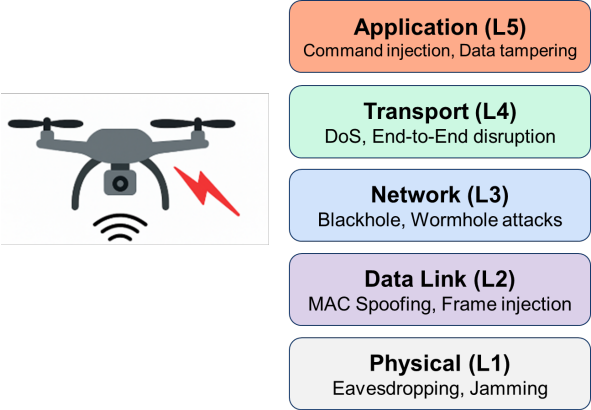 Application (L5)
Command injection, Data tampering
Transport (L4)
DoS, End-to-End disruption
Network (L3)
Blackhole, Wormhole attacks
Data Link (L2)
MAC Spoofing, Frame injection
Physical (L1)
Eavesdropping, Jamming